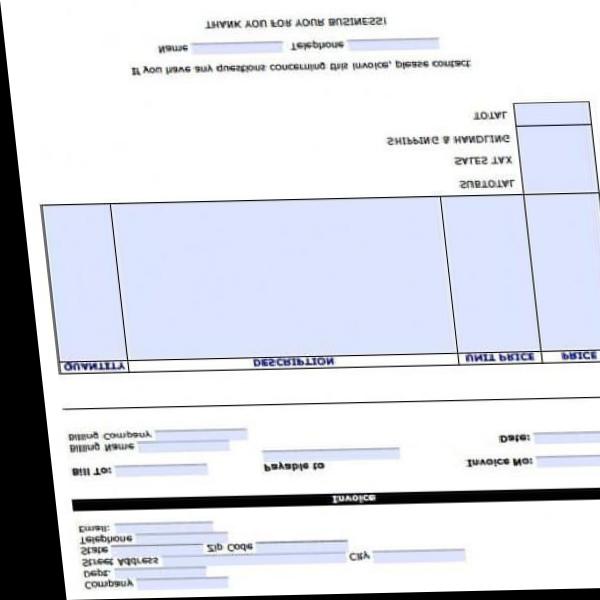 Company
Dept.
Street Address City
State Zip Code
Telephone
Email:
Invoice
Bill To: Payable to Invoice No:
Billing Name
Billing Company Date:
QUANTITY DESCRIPTION UNIT PRICE PRICE
SUBTOTAL
SALES TAX
SHIPPING & HANDLING
TOTAL
If you have any questions concerning this invoice, please contact
Name Telephone
THANK YOU FOR YOUR BUSINESS!